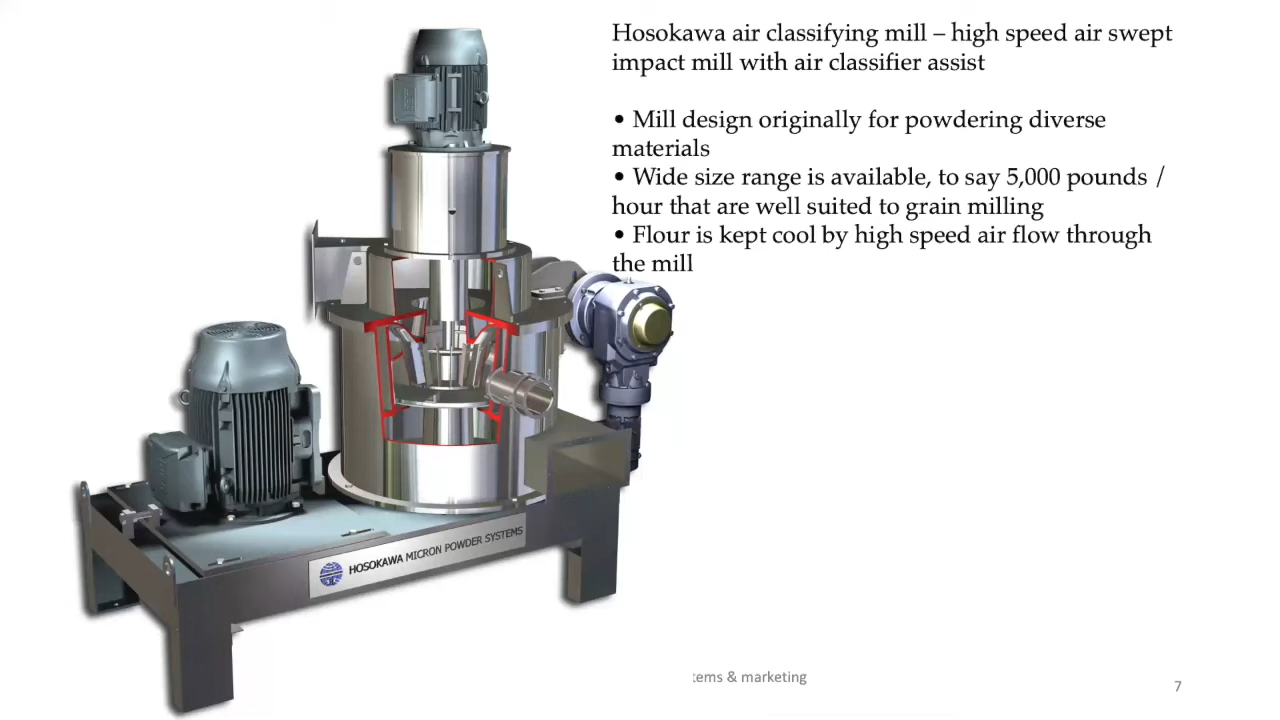 Hosokawa air classifying mill – high speed air swept
impact mill with air classifier assist
• Mill design originally for powdering diverse
materials
• Wide size range is available, to say 5,000 pounds /
hour that are well suited to grain milling
• Flour is kept cool by high speed air flow through
the mill
HOSOKAWA MICRON POWDER SYSTEMS
tems & marketing
7